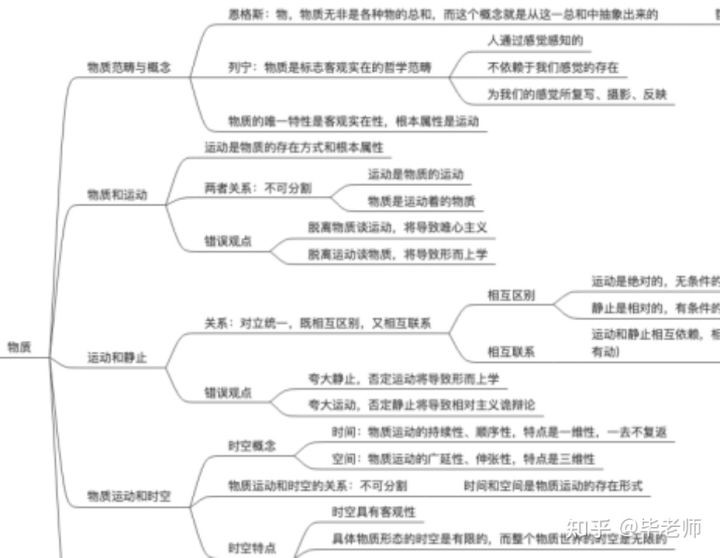 恩格斯：物，物质无非是各种物的总和，而这个概念就是从这一总和中抽象出来的
人通过感觉感知的
物质范畴与概念
列宁：物质是标志客观实在的哲学范畴
不依赖于我们感觉的存在
为我们的感觉所复写、摄影、反映
物质的唯一特性是客观实在性，根本属性是运动
运动是物质的存在方式和根本属性
运动是物质的运动
物质和运动
两者关系：不可分割
物质是运动着的物质
脱离物质谈运动，将导致唯心主义
错误观点
脱离运动谈物质，将导致形而上学
运动是绝对的，无条件的
相互区别
静止是相对的，有条件的
关系：对立统一，既相互区别，又相互联系
运动和静止相互依赖，相
有动）
相互联系
物质
运动和静止
夸大静止，否定运动将导致形而上学
错误观点
夸大运动，否定静止将导致相对主义诡辩论
时间：物质运动的持续性、顺序性，特点是一维性，一去不复返
时空概念
空间：物质运动的广延性、伸张性，特点是三维性
物质运动和时空
物质运动和时空的关系：不可分割
时间和空间是物质运动的存在形式
时空具有客观性
时空特点
具体物质形态的时空是有限的，而整个物质世界的时空是无限的
知乎 @毕老师